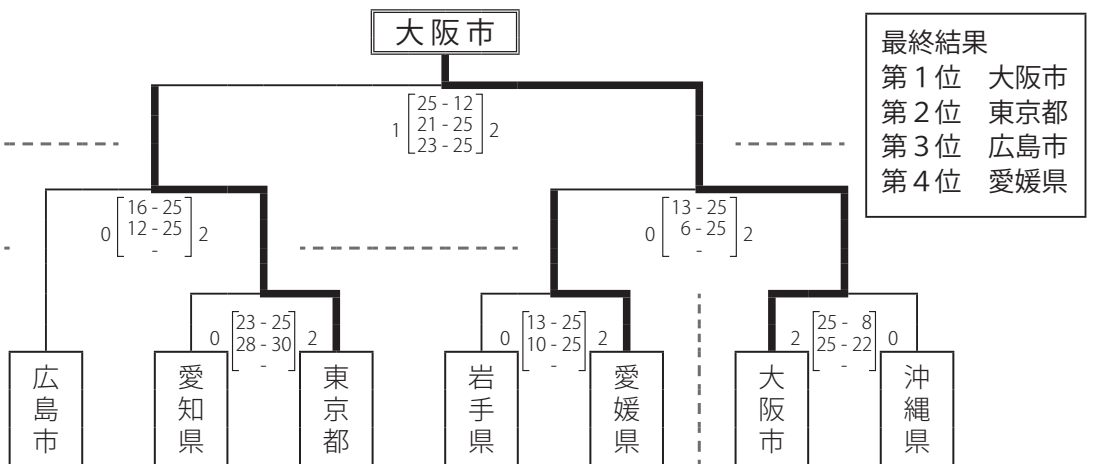 大阪市
最終結果
第1位　大阪市
第2位　東京都
第3位　広島市
第4位　愛媛県
25 - 12
1 21 - 25 2
23 - 25
16 - 25
0 12 - 25 2
-
13 - 25
0 6 - 25 2
-
23 - 25
0 28 - 30 2
-
13 - 25
0 10 - 25 2
-
25 - 8
2 25 - 22 0
-
広島市
愛知県
東京都
岩手県
愛媛県
大阪市
沖縄県